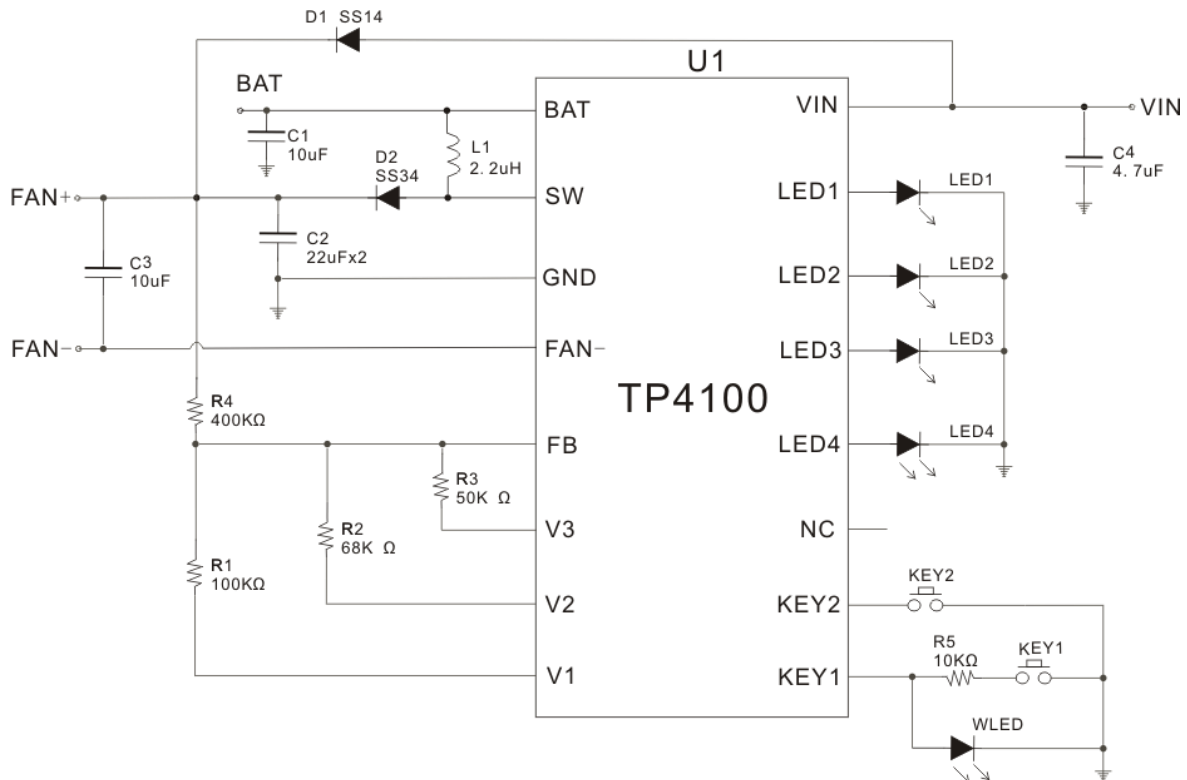 D1 SS14
U1
BAT
BAT
VIN
VIN
C1
10uF
L1
2.2uH
C4
4.7uF
D2
SS34
FAN+
SW
LED1
LED1
C2
22uFx2
C3
10uF
GND
LED2
LED2
FAN-
FAN-
LED3
LED3
TP4100
R4
400KΩ
FB
LED4
LED4
R3
50K Ω
V3
NC
R2
68K Ω
R1
100KΩ
KEY2
V2
KEY2
R5
10KΩ
KEY1
V1
KEY1
WLED